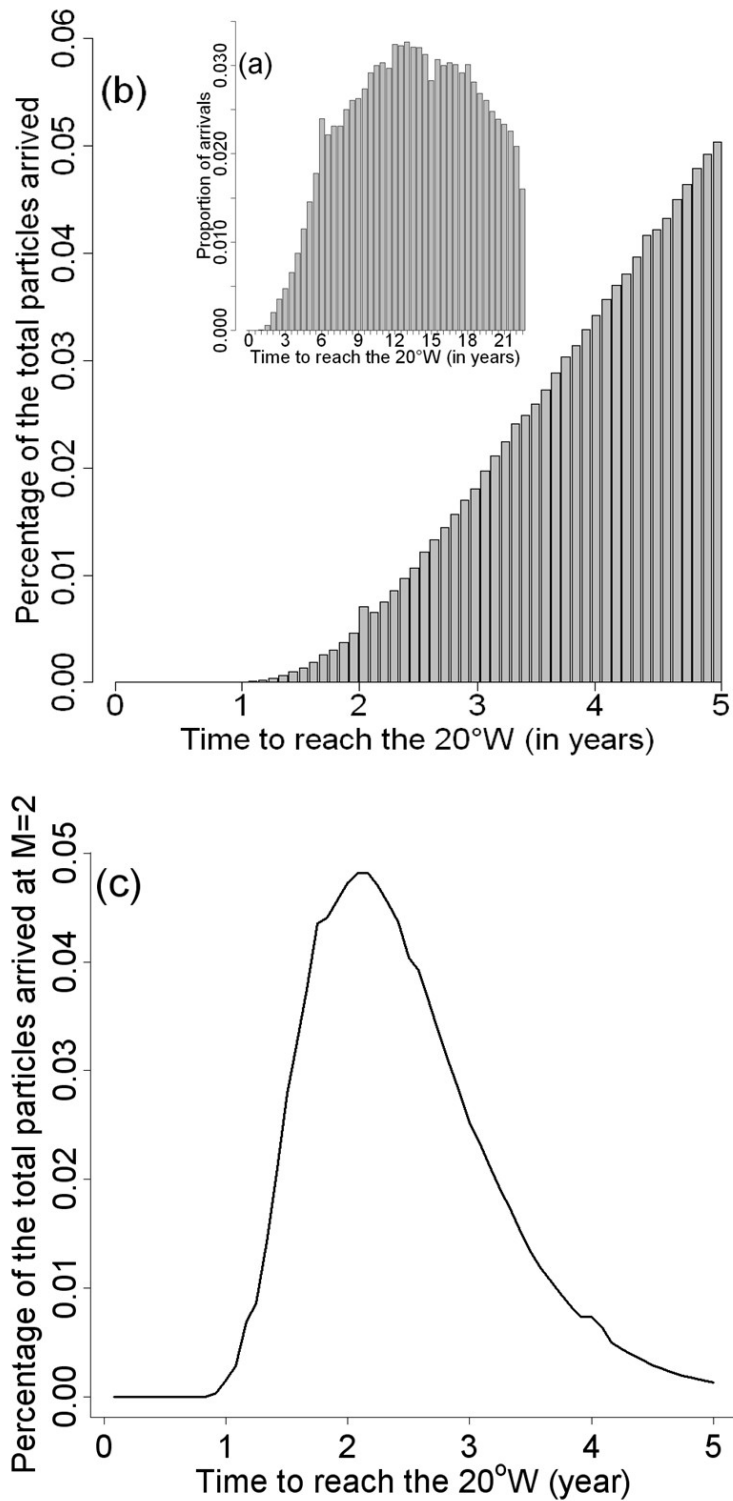 (b)
Percentage of the total particles arrived
0.00 0.01 0.02 0.03 0.04 0.05 0.06
0 1 2 3 4 5
Time to reach the 20°W (in years)
(a)
Proportion of arrivals
0.000 0.010 0.020 0.030
0 3 6 9 12 15 18 21
Time to reach the 20°W (in years)
(c)
Percentage of the total particles arrived at M=2
0.00 0.01 0.02 0.03 0.04 0.05
0 1 2 3 4 5
Time to reach the 20°W (year)